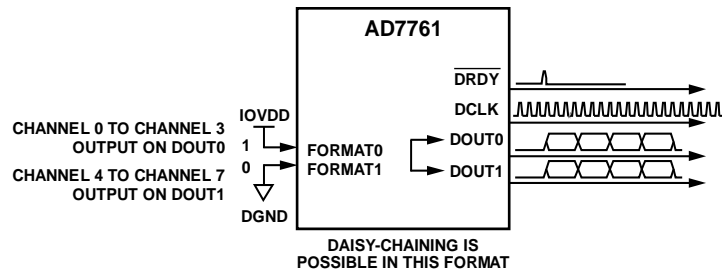 AD7761
DRDY
DCLK
DOUT0
DOUT1
IOVDD
CHANNEL 0 TO CHANNEL 3
OUTPUT ON DOUT0
1
FORMAT0
0
FORMAT1
CHANNEL 4 TO CHANNEL 7
OUTPUT ON DOUT1
DGND
DAISY-CHAINING IS
POSSIBLE IN THIS FORMAT